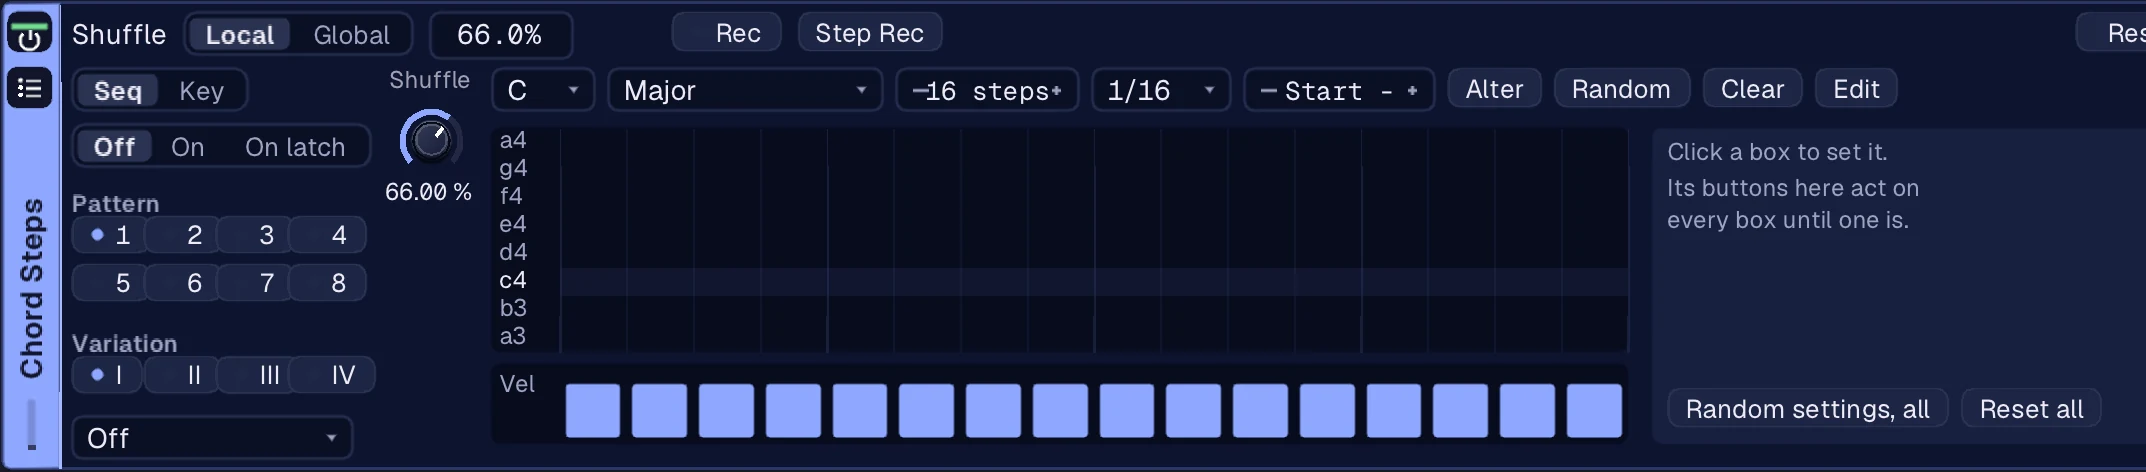 Shuffle Local Global 66.0% Rec Step Rec Res
Seq Key Shuffle C Major −16 steps+ 1/16 − Start - + Alter Random Clear Edit
Off On On latch
66.00 %
Pattern
1 2 3 4
5 6 7 8
Variation
I II III IV
Off
Chord Steps
a4
g4
f4
e4
d4
c4
b3
a3
Vel
Click a box to set it.
Its buttons here act on
every box until one is.
Random settings, all Reset all